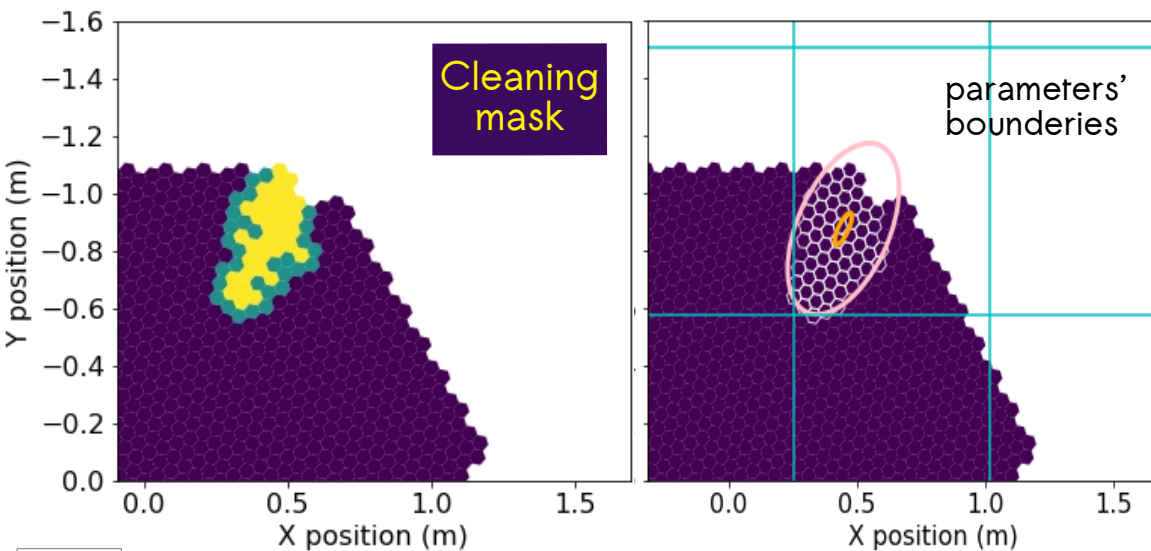 −1.6
−1.4
−1.2
−1.0
−0.8
−0.6
−0.4
−0.2
0.0
Y position (m)
Cleaning
mask
0.0 0.5 1.0 1.5
X position (m)
parameters'
bounderies
0.0 0.5 1.0 1.5
X position (m)